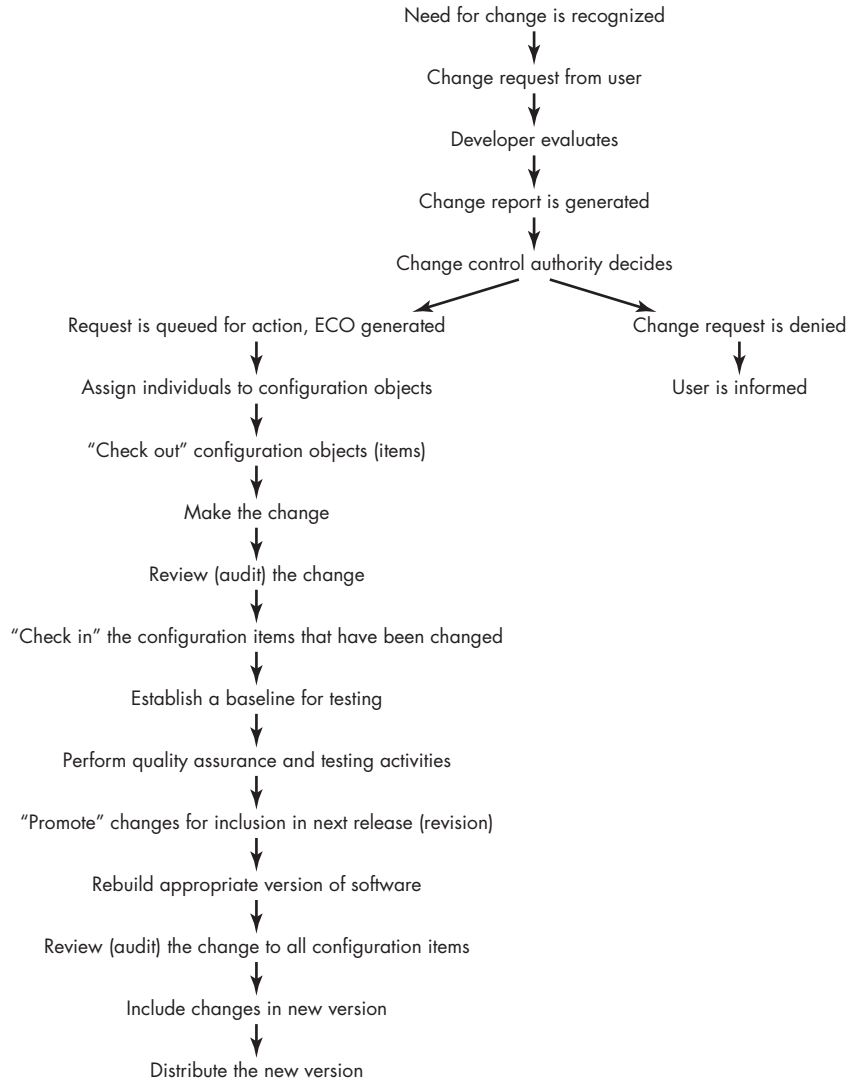 Need for change is recognized
Change request from user
Developer evaluates
Change report is generated
Change control authority decides
Request is queued for action, ECO generated
Change request is denied
Assign individuals to configuration objects
User is informed
“Check out” configuration objects (items)
Make the change
Review (audit) the change
“Check in” the configuration items that have been changed
Establish a baseline for testing
Perform quality assurance and testing activities
“Promote” changes for inclusion in next release (revision)
Rebuild appropriate version of software
Review (audit) the change to all configuration items
Include changes in new version
Distribute the new version